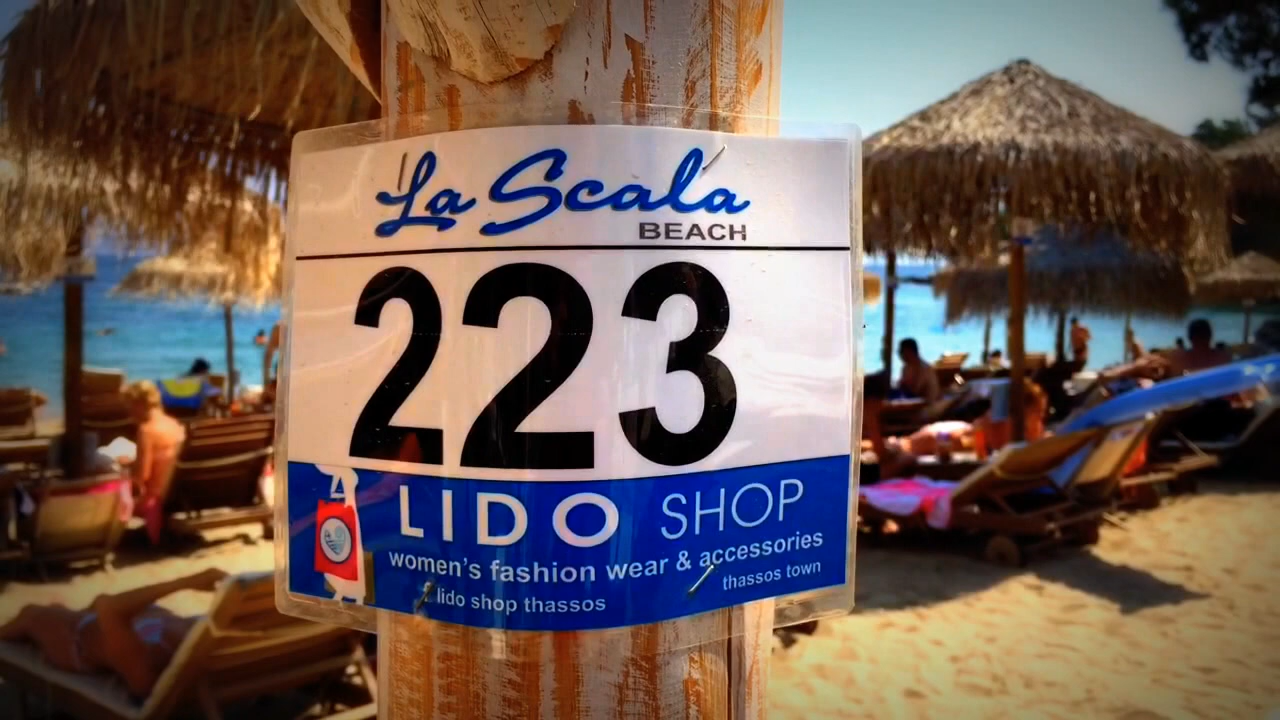 La Scala
BEACH
223
LIDO SHOP
women's fashion wear & accessories
lido shop thassos
thassos town